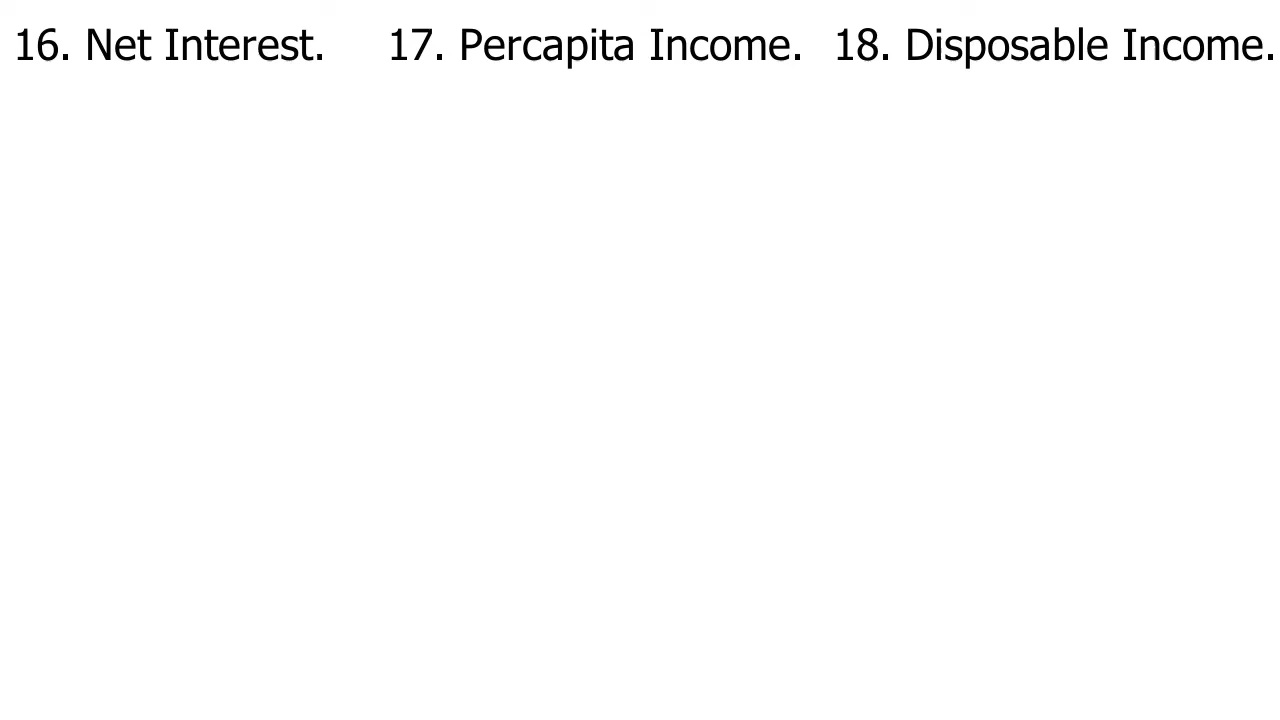 16. Net Interest. 17. Percapita Income. 18. Disposable Income.